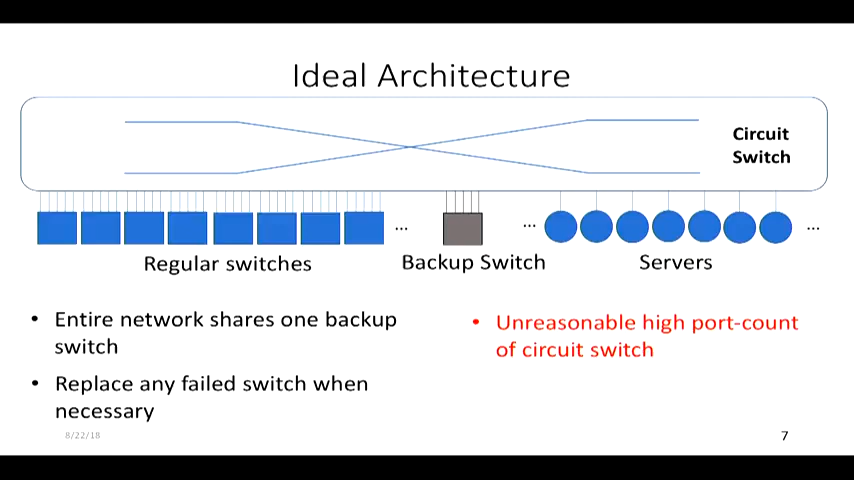 Ideal Architecture
Circuit
Switch
...
...
...
Regular switches
Backup Switch
Servers
• Entire network shares one backup
switch
• Replace any failed switch when
necessary
• Unreasonable high port-count
of circuit switch
8/22/18
7